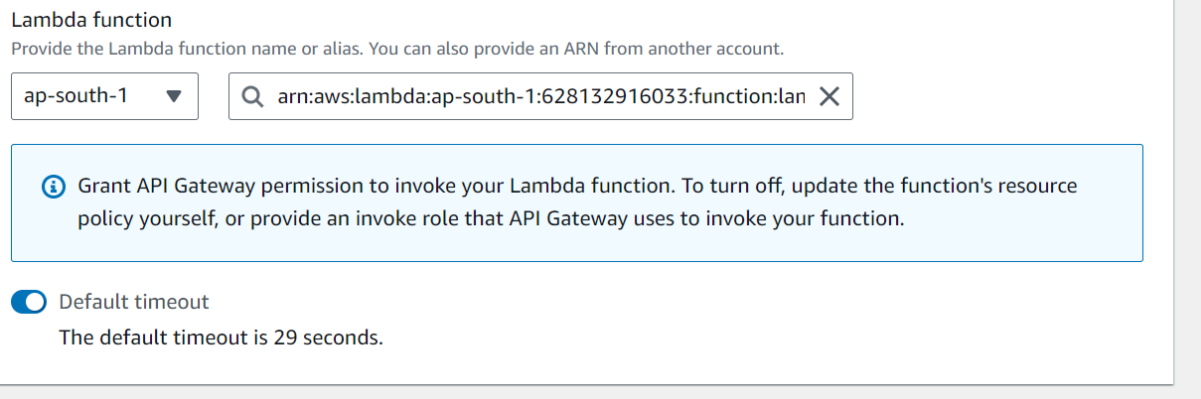 Lambda function
Provide the Lambda function name or alias. You can also provide an ARN from another account.
ap-south-1 arn:aws:lambda:ap-south-1:628132916033:function:lan
Grant API Gateway permission to invoke your Lambda function. To turn off, update the function's resource
policy yourself, or provide an invoke role that API Gateway uses to invoke your function.
Default timeout
The default timeout is 29 seconds.